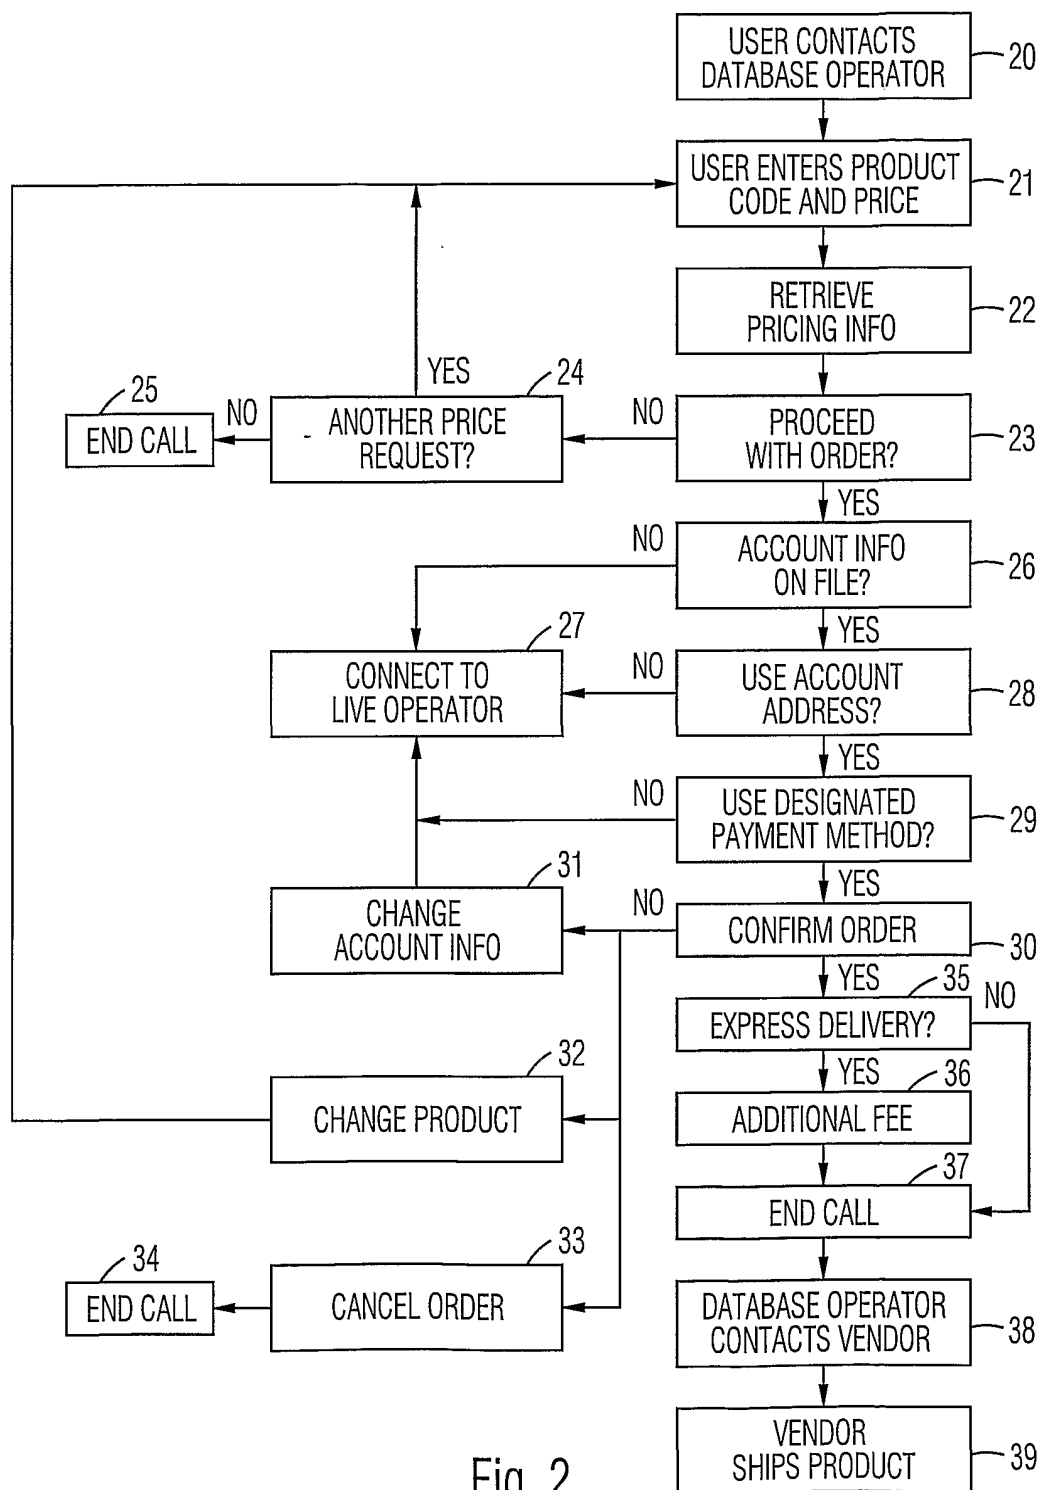 USER CONTACTS
DATABASE OPERATOR
20
USER ENTERS PRODUCT
CODE AND PRICE
21
RETRIEVE
PRICING INFO
22
YES
25
NO
24
NO
END CALL
ANOTHER PRICE
REQUEST?
PROCEED
WITH ORDER?
23
YES
NO
ACCOUNT INFO
ON FILE?
26
YES
27
NO
CONNECT TO
LIVE OPERATOR
USE ACCOUNT
ADDRESS?
28
YES
NO
USE DESIGNATED
PAYMENT METHOD?
29
YES
31
NO
CHANGE
ACCOUNT INFO
CONFIRM ORDER
30
YES
35
NO
EXPRESS DELIVERY?
YES
36
32
CHANGE PRODUCT
ADDITIONAL FEE
37
END CALL
34
33
END CALL
CANCEL ORDER
DATABASE OPERATOR
CONTACTS VENDOR
38
VENDOR
SHIPS PRODUCT
39
Fig. 2